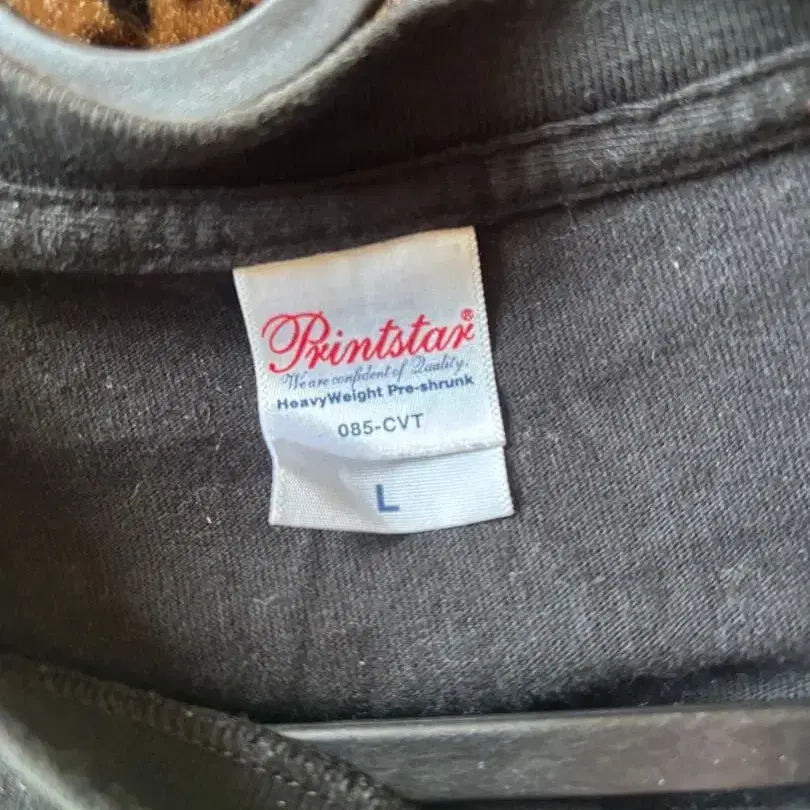 Printstar®
We are confident of Quality.
HeavyWeight Pre-shrunk
085-CVT
L